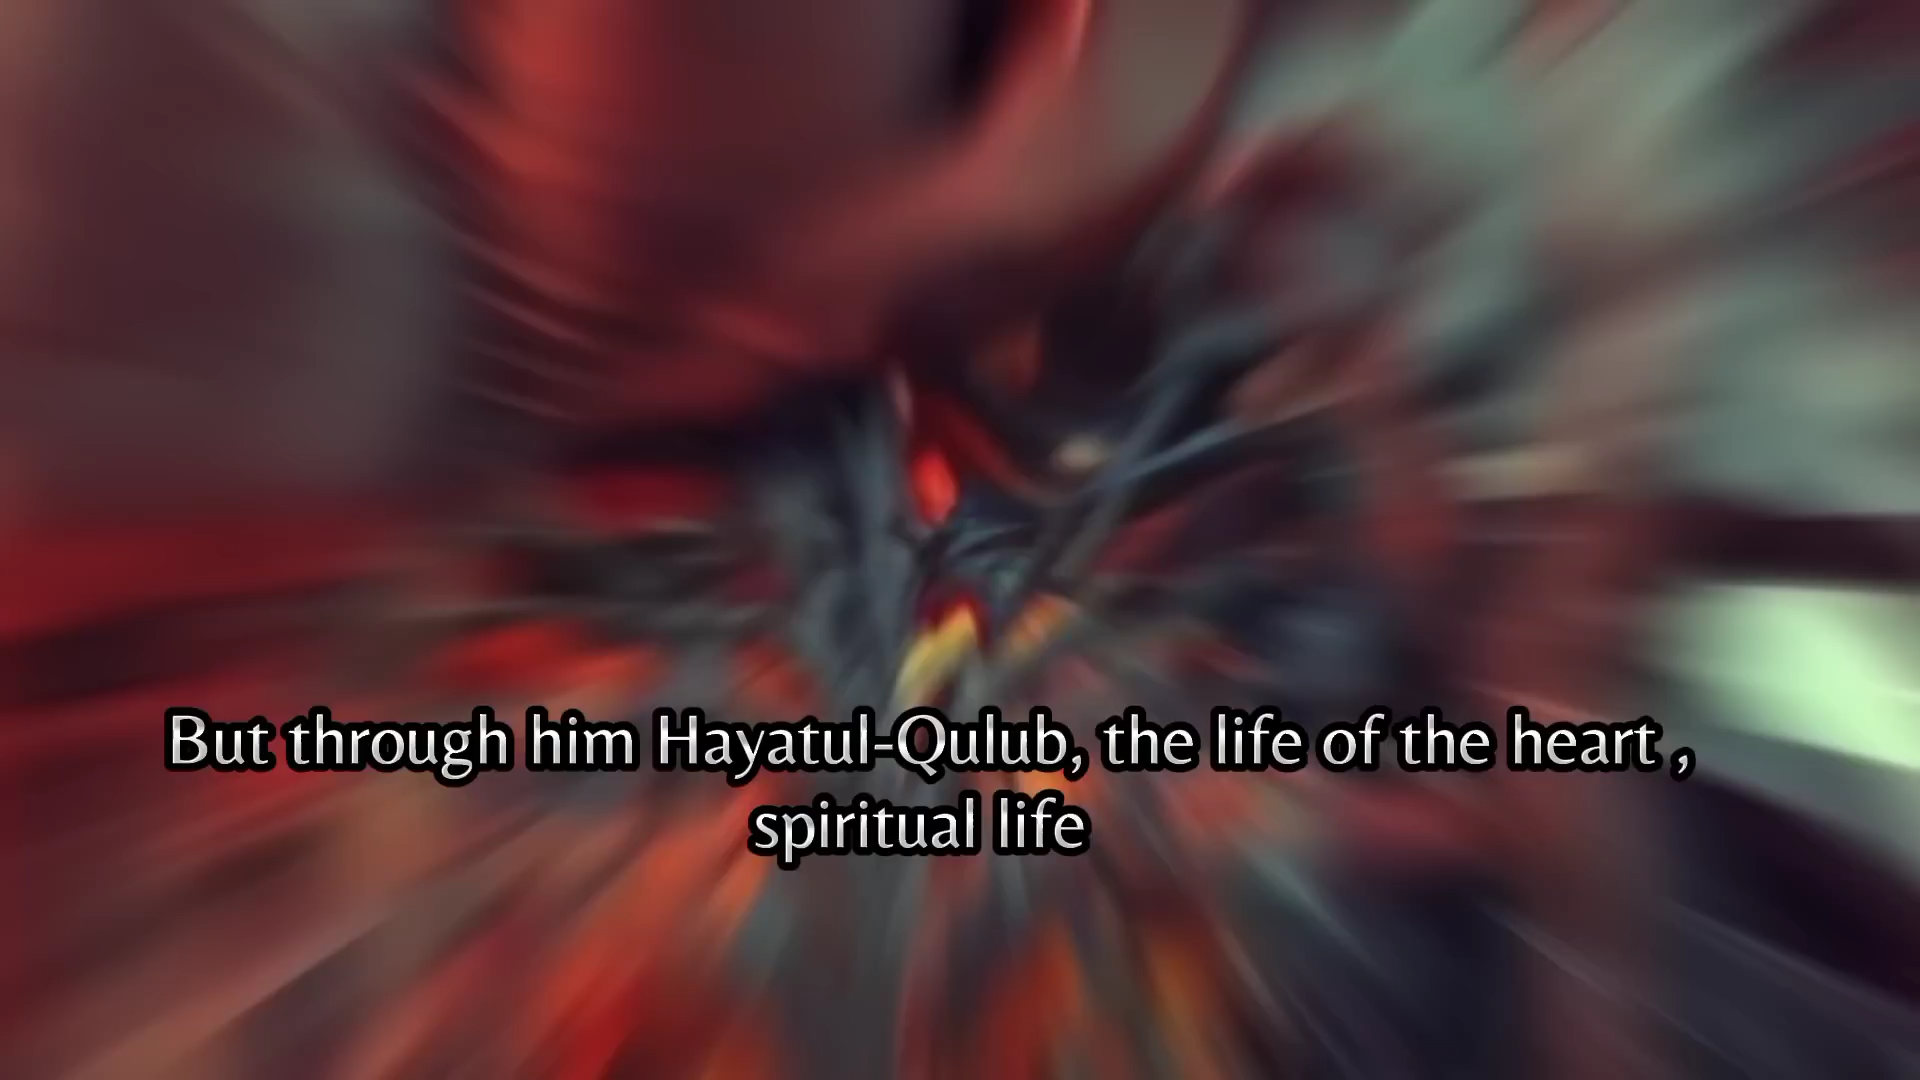 But through him Hayatul-Qulub, the life of the heart ,
spiritual life